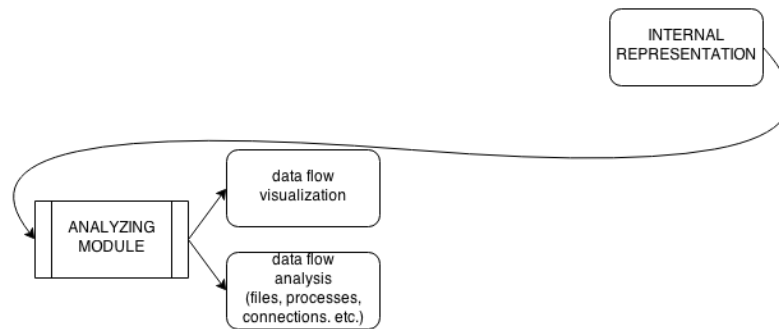 INTERNAL
REPRESENTATION
data flow
visualization
ANALYZING
MODULE
data flow
analysis
(files, processes,
connections. etc.)